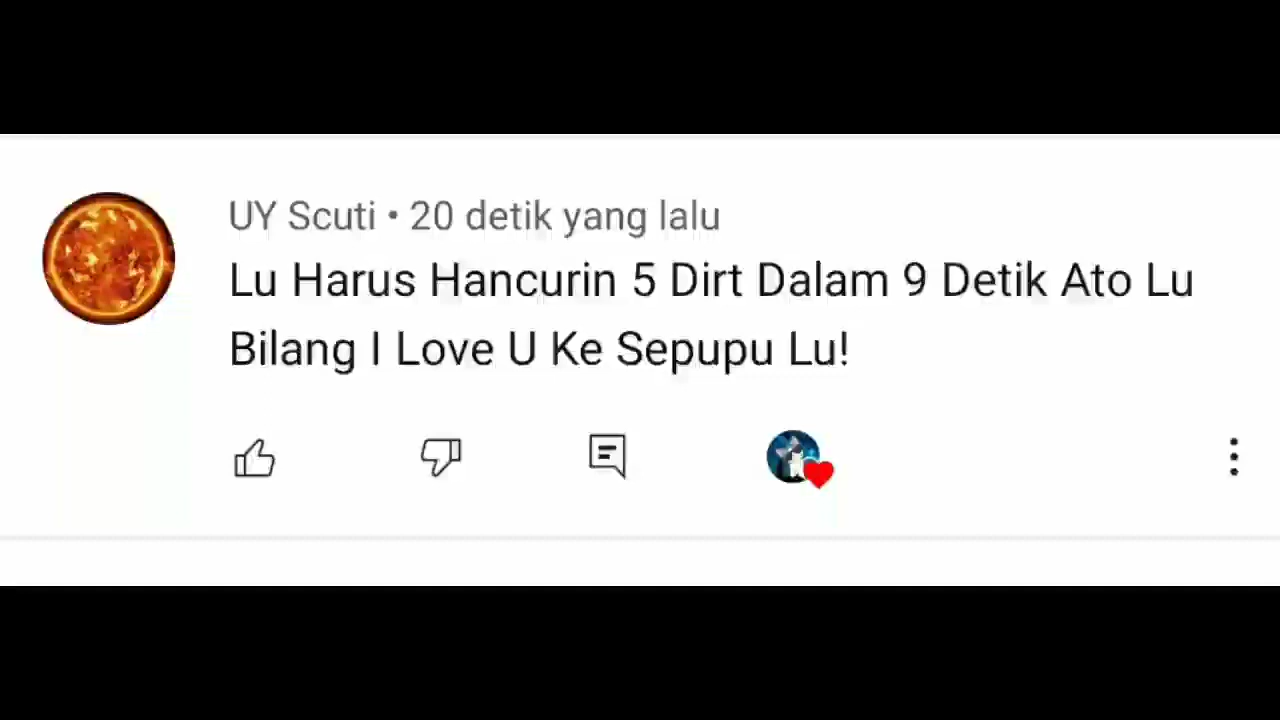 UY Scuti • 20 detik yang lalu
Lu Harus Hancurin 5 Dirt Dalam 9 Detik Ato Lu
Bilang I Love U Ke Sepupu Lu!